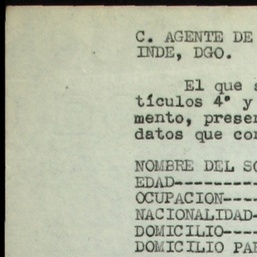 C. AGENTE DE
INDE, DGO.
El que
tículos 4° y
mento, presen
datos que con
NOMBRE DEL SO
EDAD---------
OCUPACION----
NACIONALIDAD-
DOMICILIO----
DOMICILIO PAR